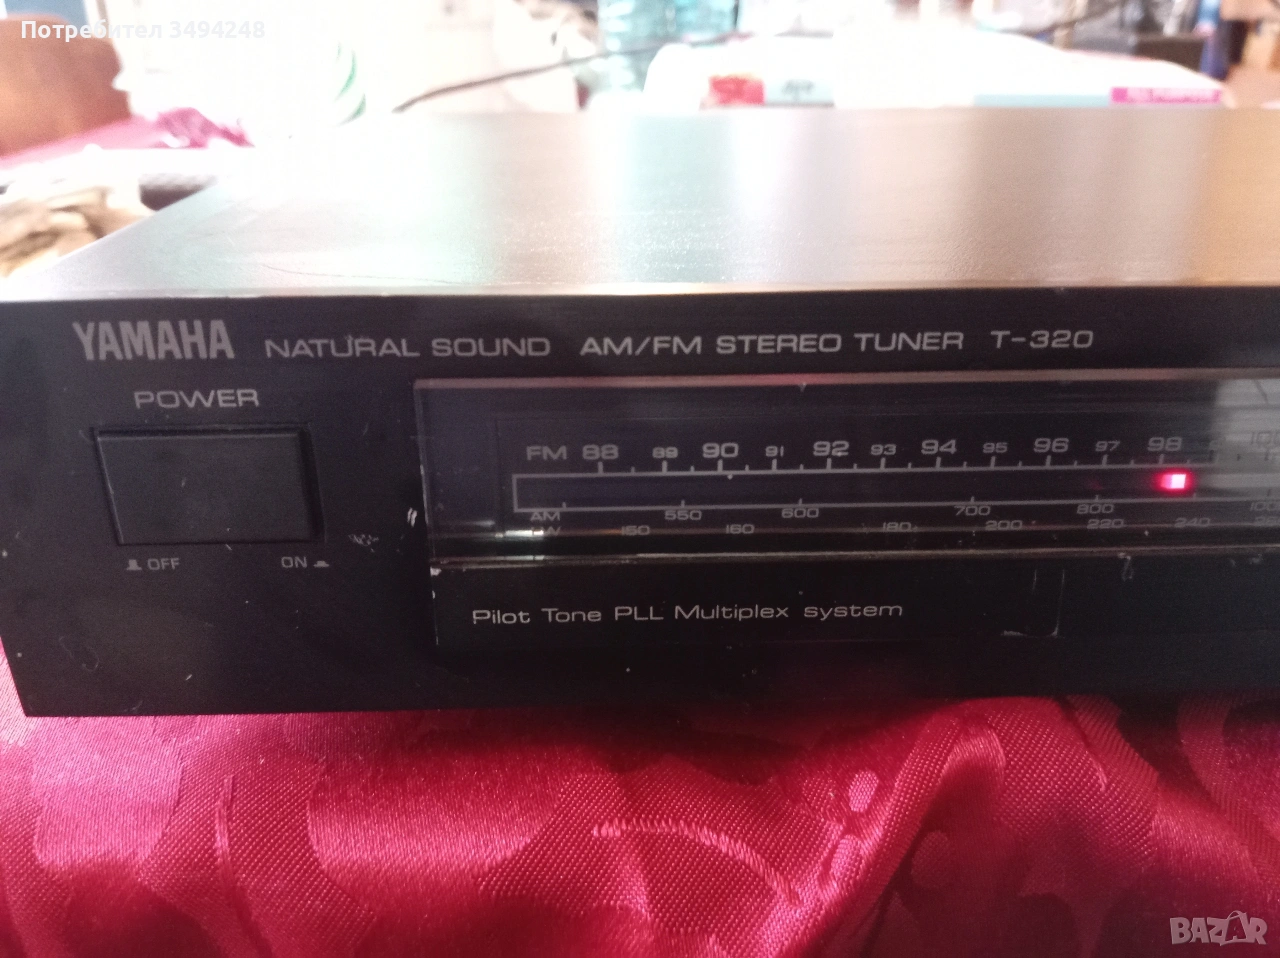 Потребител 3494248
YAMAHA NATURAL SOUND AM/FM STEREO TUNER T-320
POWER
OFF ON
FM 88 89 90 91 92 93 94 95 96 97 98
AM 550 600 700 800
LW 150 160 180 200 220 240
Pilot Tone PLL Multiplex system
BAZAR